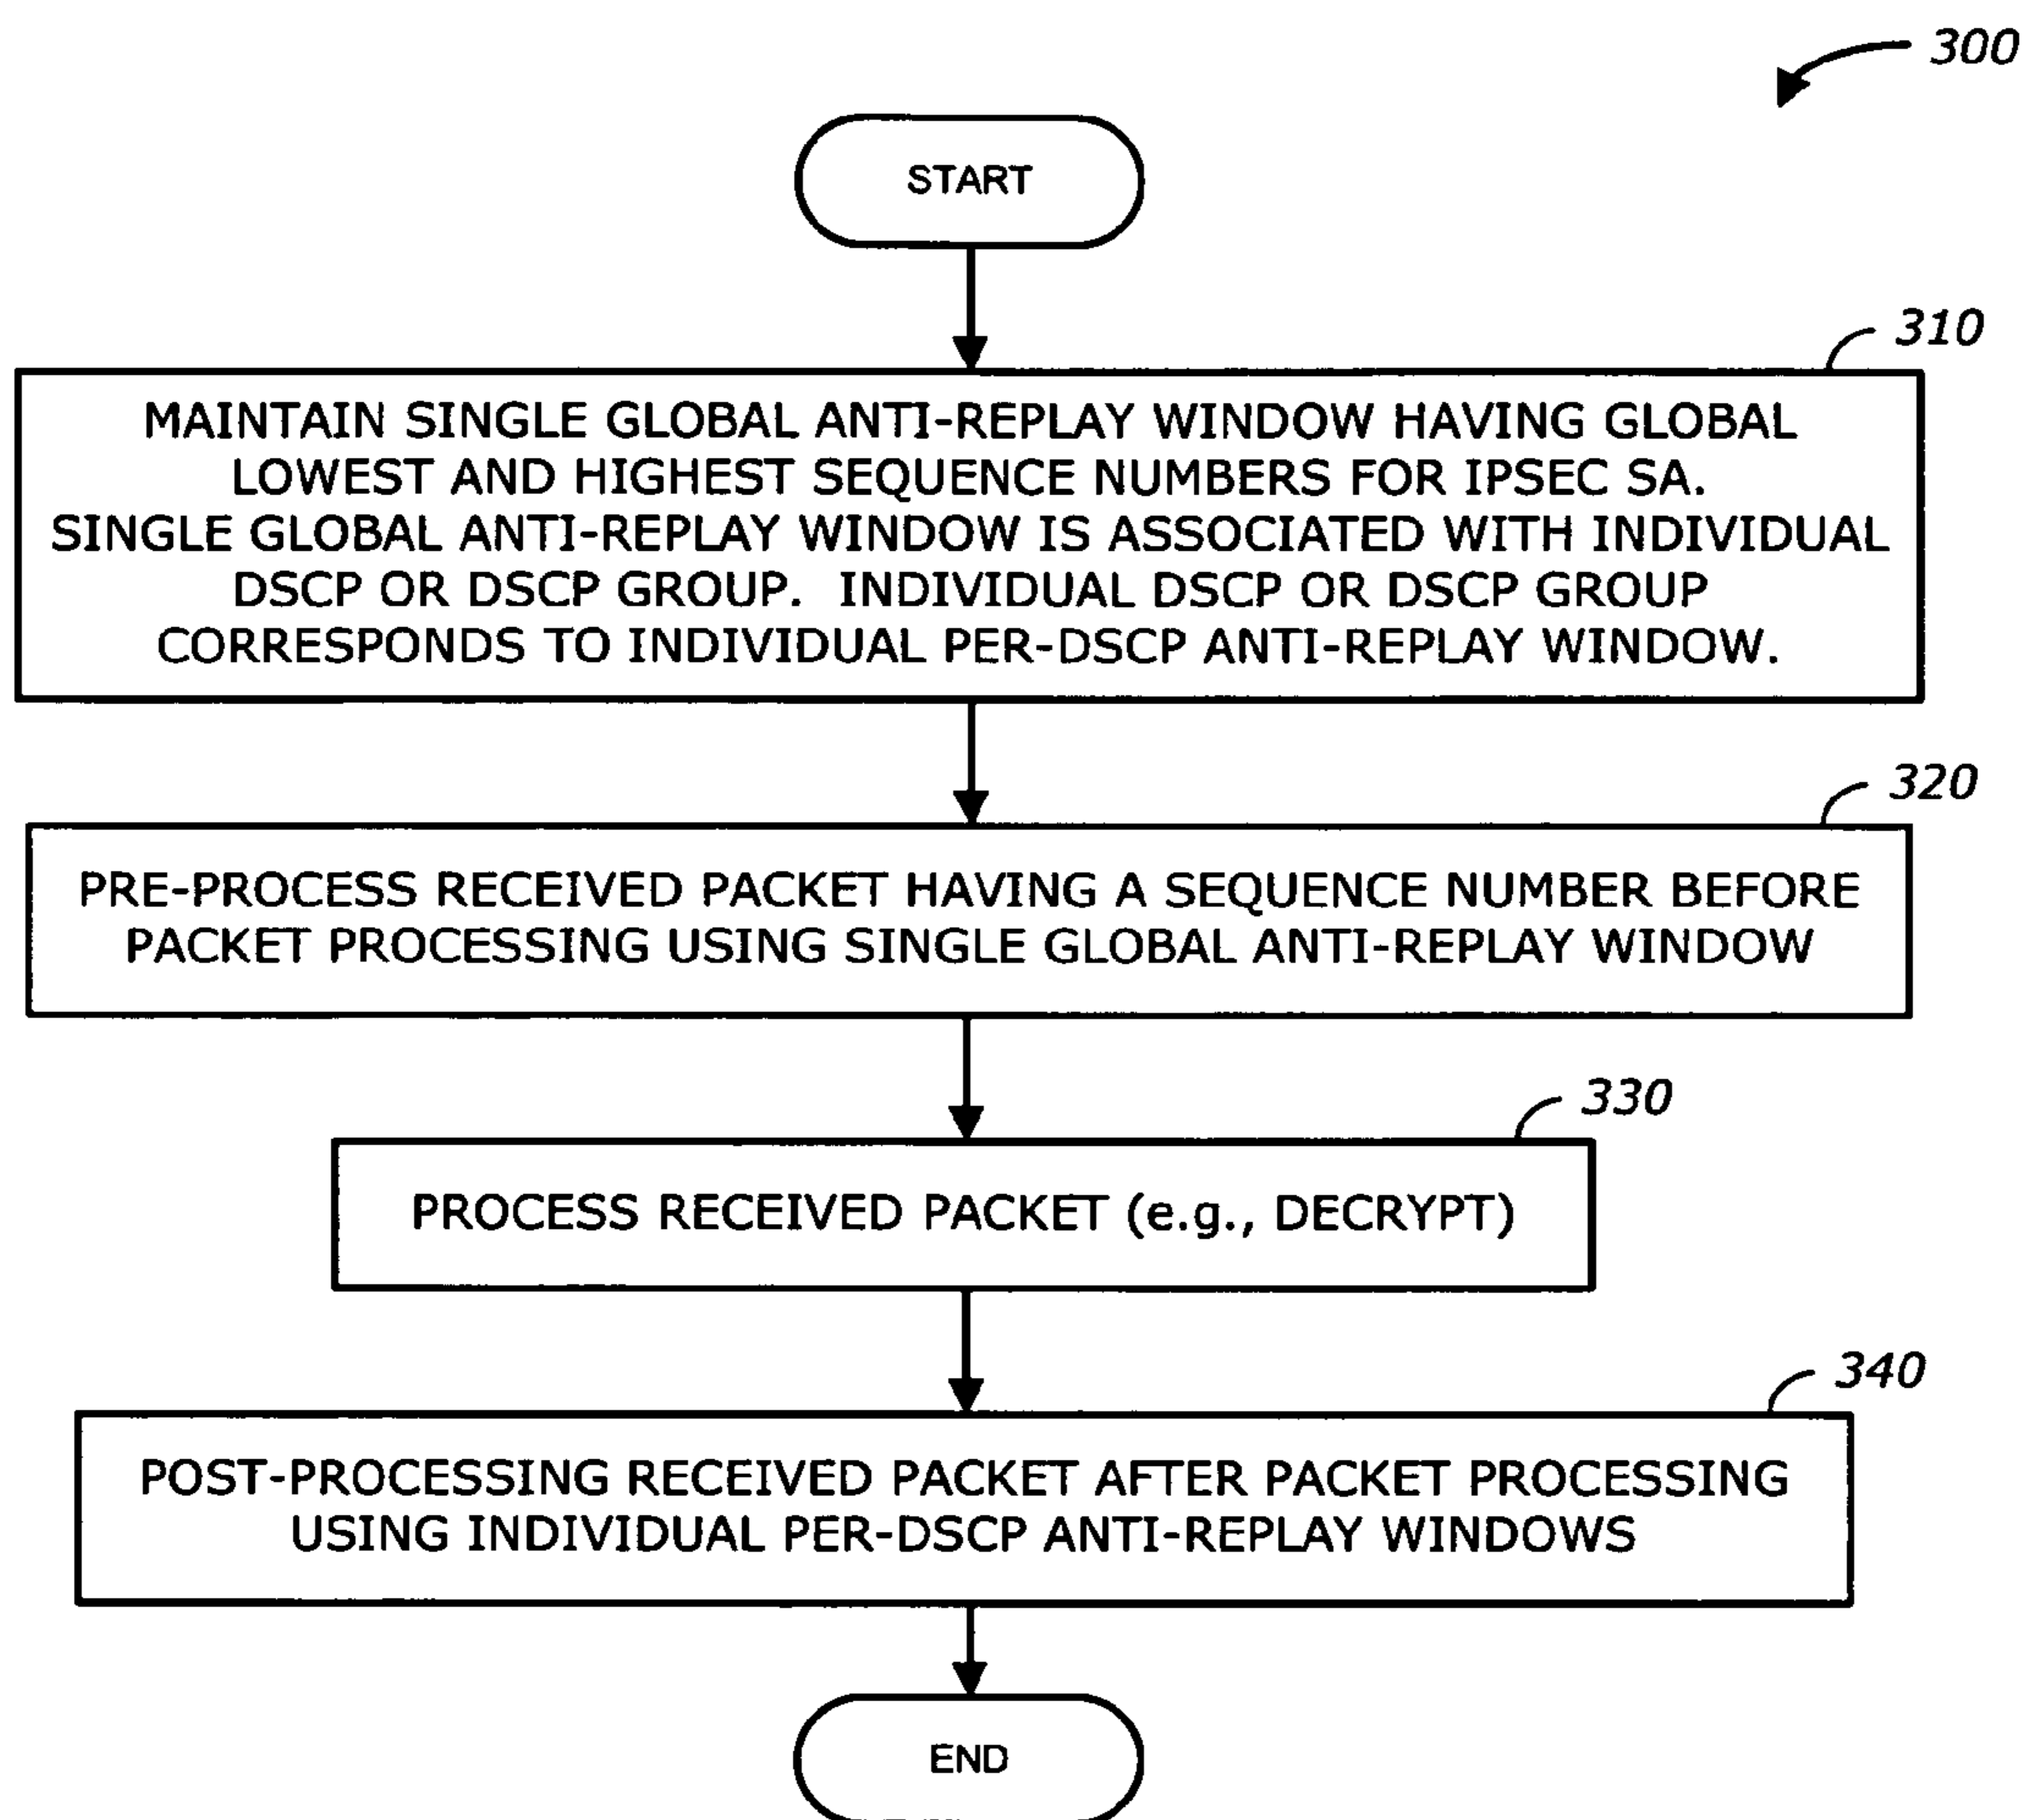 300
START
310
MAINTAIN SINGLE GLOBAL ANTI-REPLAY WINDOW HAVING GLOBAL
LOWEST AND HIGHEST SEQUENCE NUMBERS FOR IPSEC SA.
SINGLE GLOBAL ANTI-REPLAY WINDOW IS ASSOCIATED WITH INDIVIDUAL
DSCP OR DSCP GROUP. INDIVIDUAL DSCP OR DSCP GROUP
CORRESPONDS TO INDIVIDUAL PER-DSCP ANTI-REPLAY WINDOW.
320
PRE-PROCESS RECEIVED PACKET HAVING A SEQUENCE NUMBER BEFORE
PACKET PROCESSING USING SINGLE GLOBAL ANTI-REPLAY WINDOW
330
PROCESS RECEIVED PACKET (e.g., DECRYPT)
340
POST-PROCESSING RECEIVED PACKET AFTER PACKET PROCESSING
USING INDIVIDUAL PER-DSCP ANTI-REPLAY WINDOWS
END